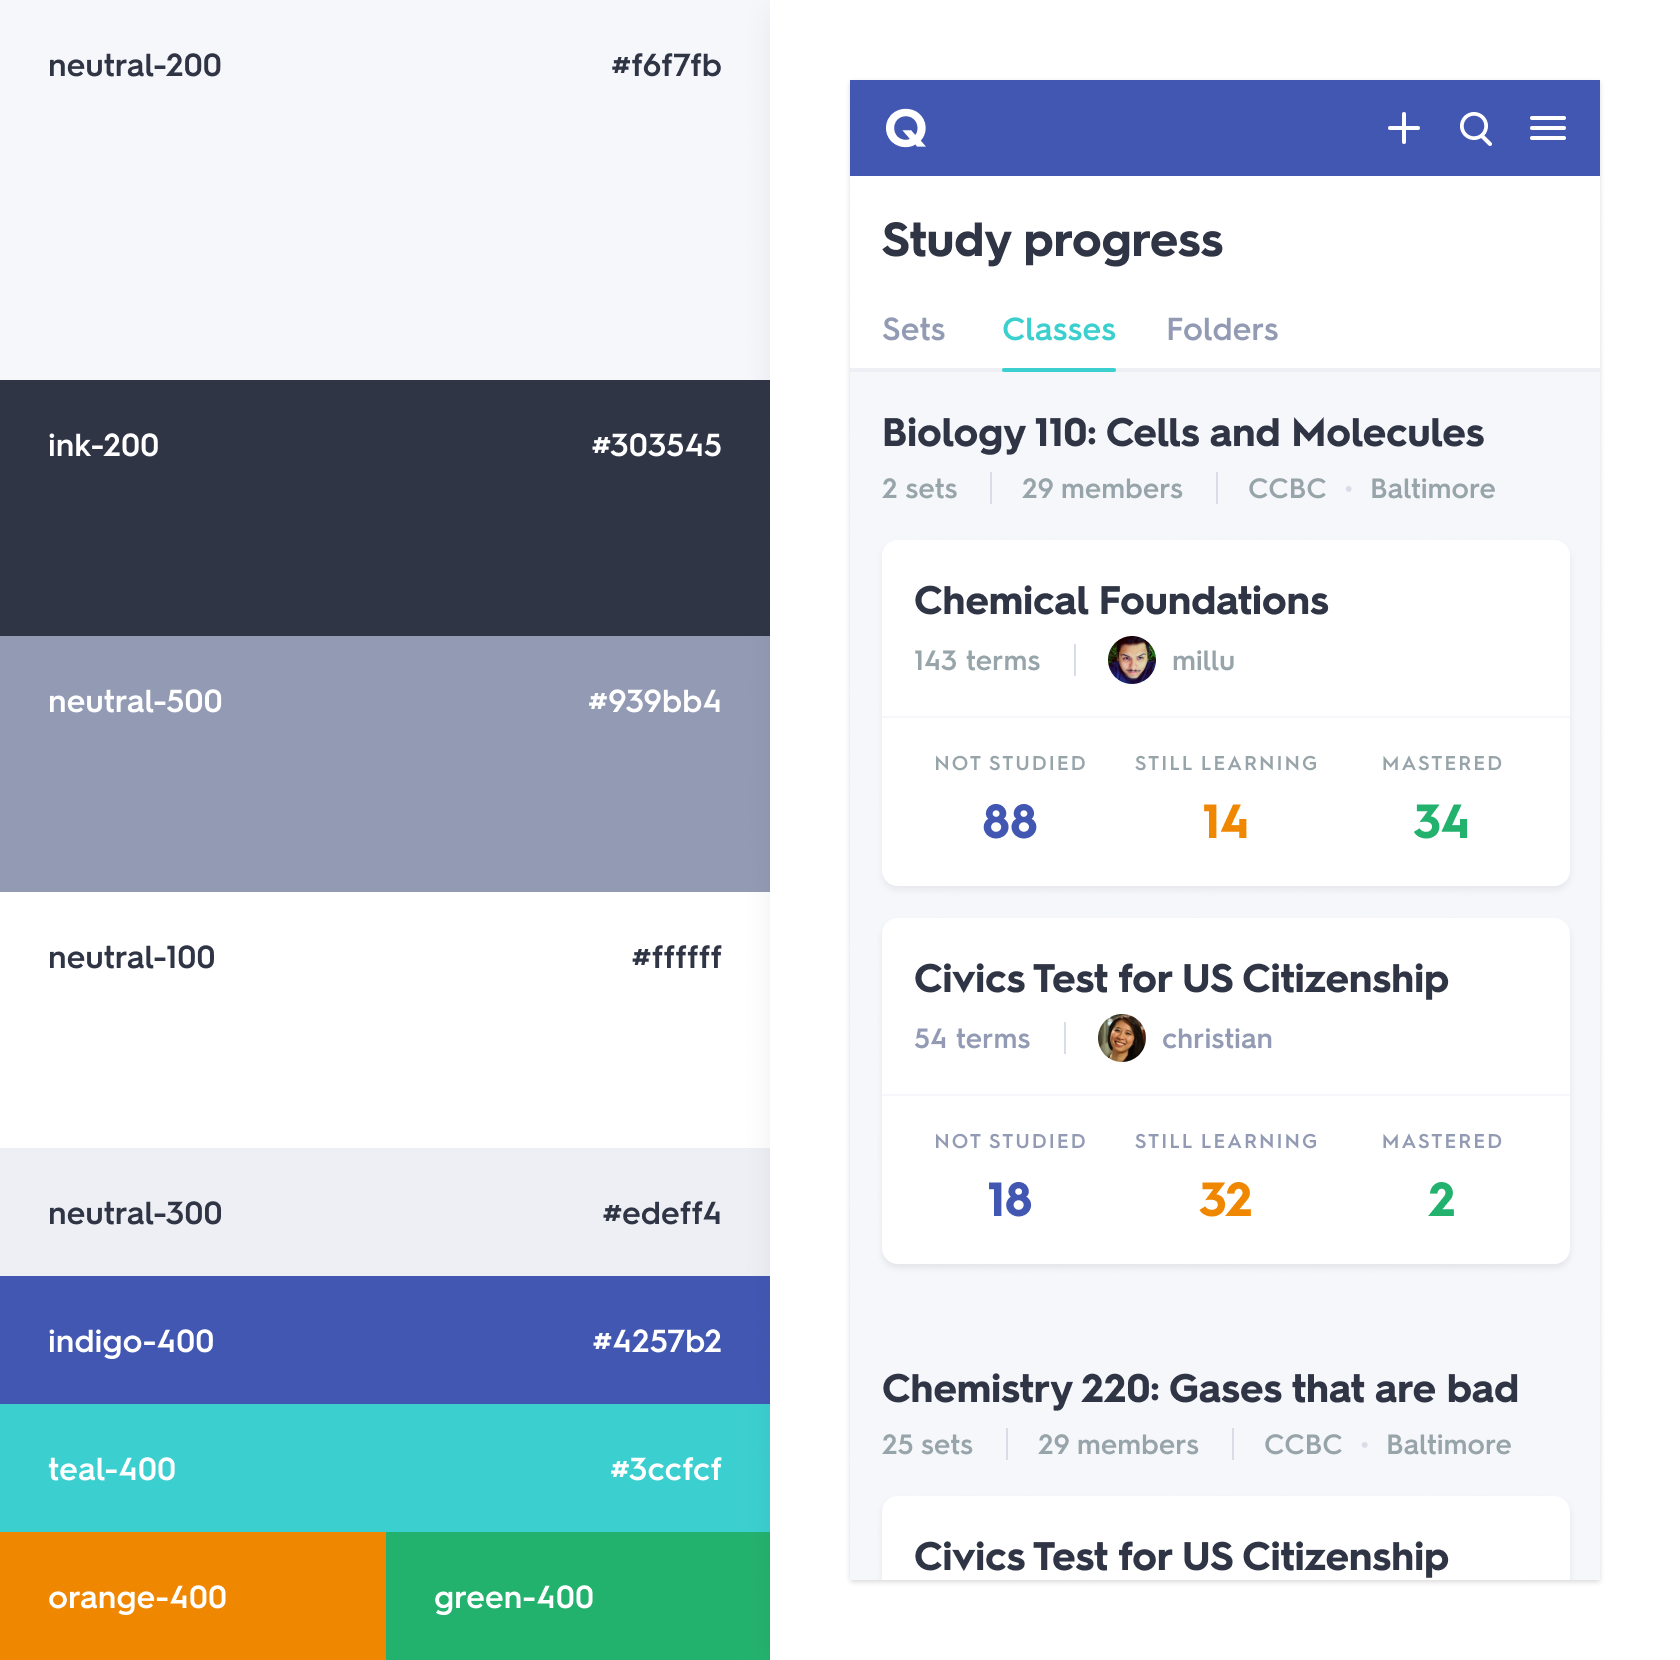 neutral-200 #f6f7fb
ink-200 #303545
neutral-500 #939bb4
neutral-100 #ffffff
neutral-300 #edeff4
indigo-400 #4257b2
teal-400 #3ccfcf
orange-400 green-400
Q
Study progress
Sets Classes Folders
Biology 110: Cells and Molecules
2 sets 29 members CCBC • Baltimore
Chemical Foundations
143 terms millu
NOT STUDIED STILL LEARNING MASTERED
88 14 34
Civics Test for US Citizenship
54 terms christian
NOT STUDIED STILL LEARNING MASTERED
18 32 2
Chemistry 220: Gases that are bad
25 sets 29 members CCBC • Baltimore
Civics Test for US Citizenship